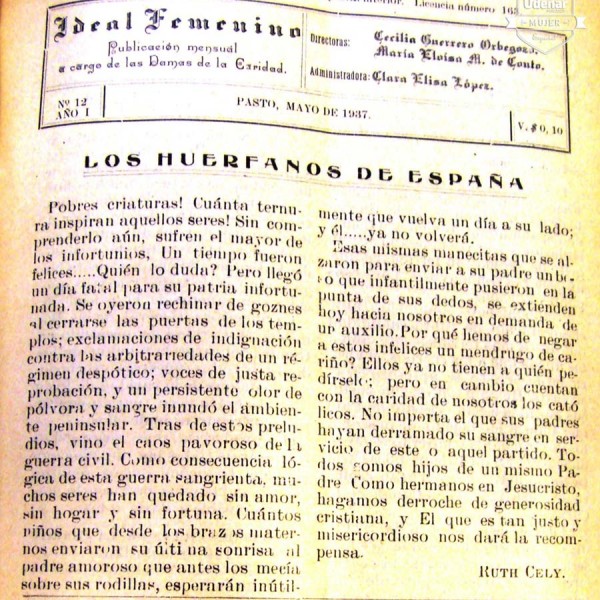 Licencia número 163
Udenar
MUJER
Ideal Femenino
Publicación mensual
a cargo de las Damas de la Caridad.
Directoras:
Cecilia Guerrero Orbegozo.
María Eloísa M. de Couto.
Administradora: Clara Elisa López.
Nº 12
AÑO I
PASTO, MAYO DE 1937.
V. $ 0, 10
LOS HUERFANOS DE ESPAÑA
Pobres criaturas! Cuánta ternu-
ra inspiran aquellos seres! Sin com-
prenderlo aún, sufren el mayor de
los infortunios, Un tiempo fueron
felices.....Quién lo duda? Pero llegó
un día fatal para su patria infortu-
nada. Se oyeron rechinar de goznes
al cerrarse las puertas de los tem-
plos; exclamaciones de indignación
contra las arbitrariedades de un ré-
gimen despótico; voces de justa re-
probación, y un persistente olor de
pólvora y sangre inundó el ámbien-
te peninsular. Tras de estos prelu-
dios, vino el caos pavoroso de la
guerra civil. Como consecuencia ló-
gica de esta guerra sangrienta, mu-
chos seres han quedado sin amor,
sin hogar y sin fortuna. Cuántos
niños que desde los brazos mater-
nos enviaron su última sonrisa al
padre amoroso que antes los mecía
sobre sus rodillas, esperarán inútil-
mente que vuelva un día a su lado;
y él.....ya no volverá.
Esas mismas manecitas que se al-
zaron para enviar a su padre un be-
so que infantilmente pusieron en la
punta de sus dedos, se extienden
hoy hacia nosotros en demanda de
un auxilio. Por qué hemos de negar
a estos infelices un mendrugo de ca-
riño? Ellos ya no tienen a quién pe-
dírselo; pero en cambio cuentan
con la caridad de nosotros los cató
licos. No importa el que sus padres
hayan derramado su sangre en ser-
vicio de este o aquel partido. To-
dos somos hijos de un mismo Pa-
dre Como hermanos en Jesucristo,
hagamos derroche de generosidad
cristiana, y El que es tan justo y
misericordioso nos dará la recom-
pensa.
RUTH CELY.